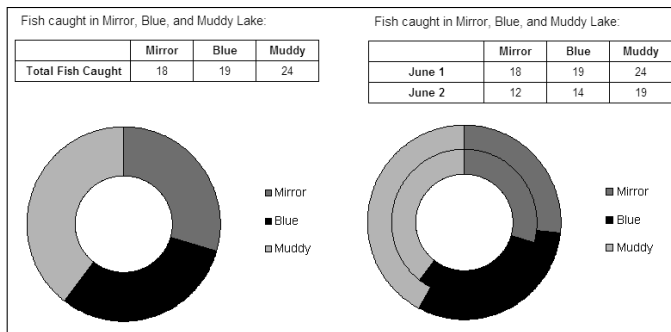 Fish caught in Mirror, Blue, and Muddy Lake:
Mirror Blue Muddy
Total Fish Caught 18 19 24
Mirror
Blue
Muddy
Fish caught in Mirror, Blue, and Muddy Lake:
Mirror Blue Muddy
June 1 18 19 24
June 2 12 14 19
Mirror
Blue
Muddy